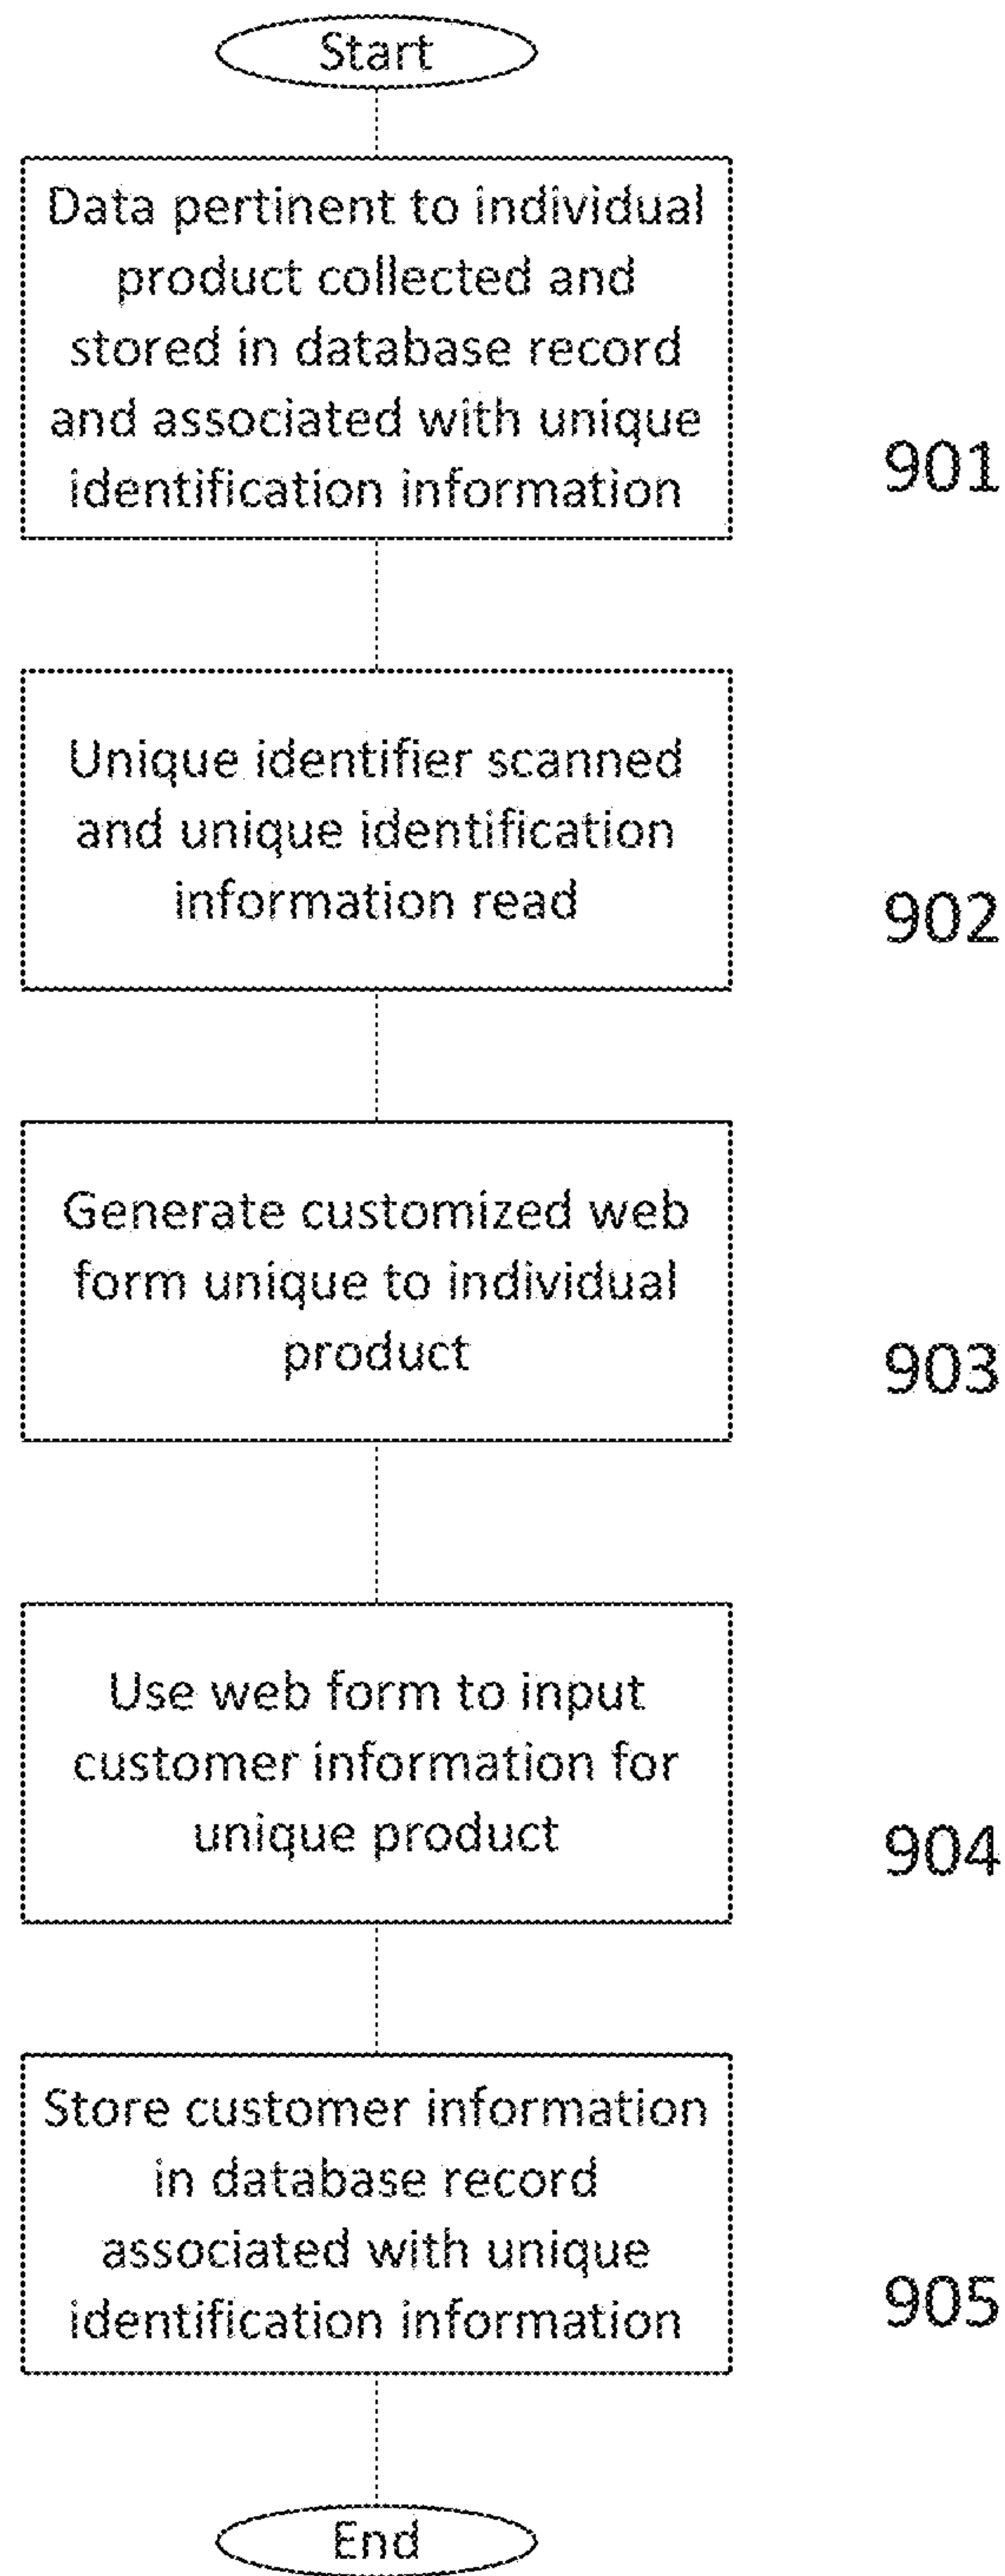 Start
Data pertinent to individual
product collected and
stored in database record
and associated with unique
identification information
901
Unique identifier scanned
and unique identification
information read
902
Generate customized web
form unique to individual
product
903
Use web form to input
customer information for
unique product
904
Store customer information
in database record
associated with unique
identification information
905
End